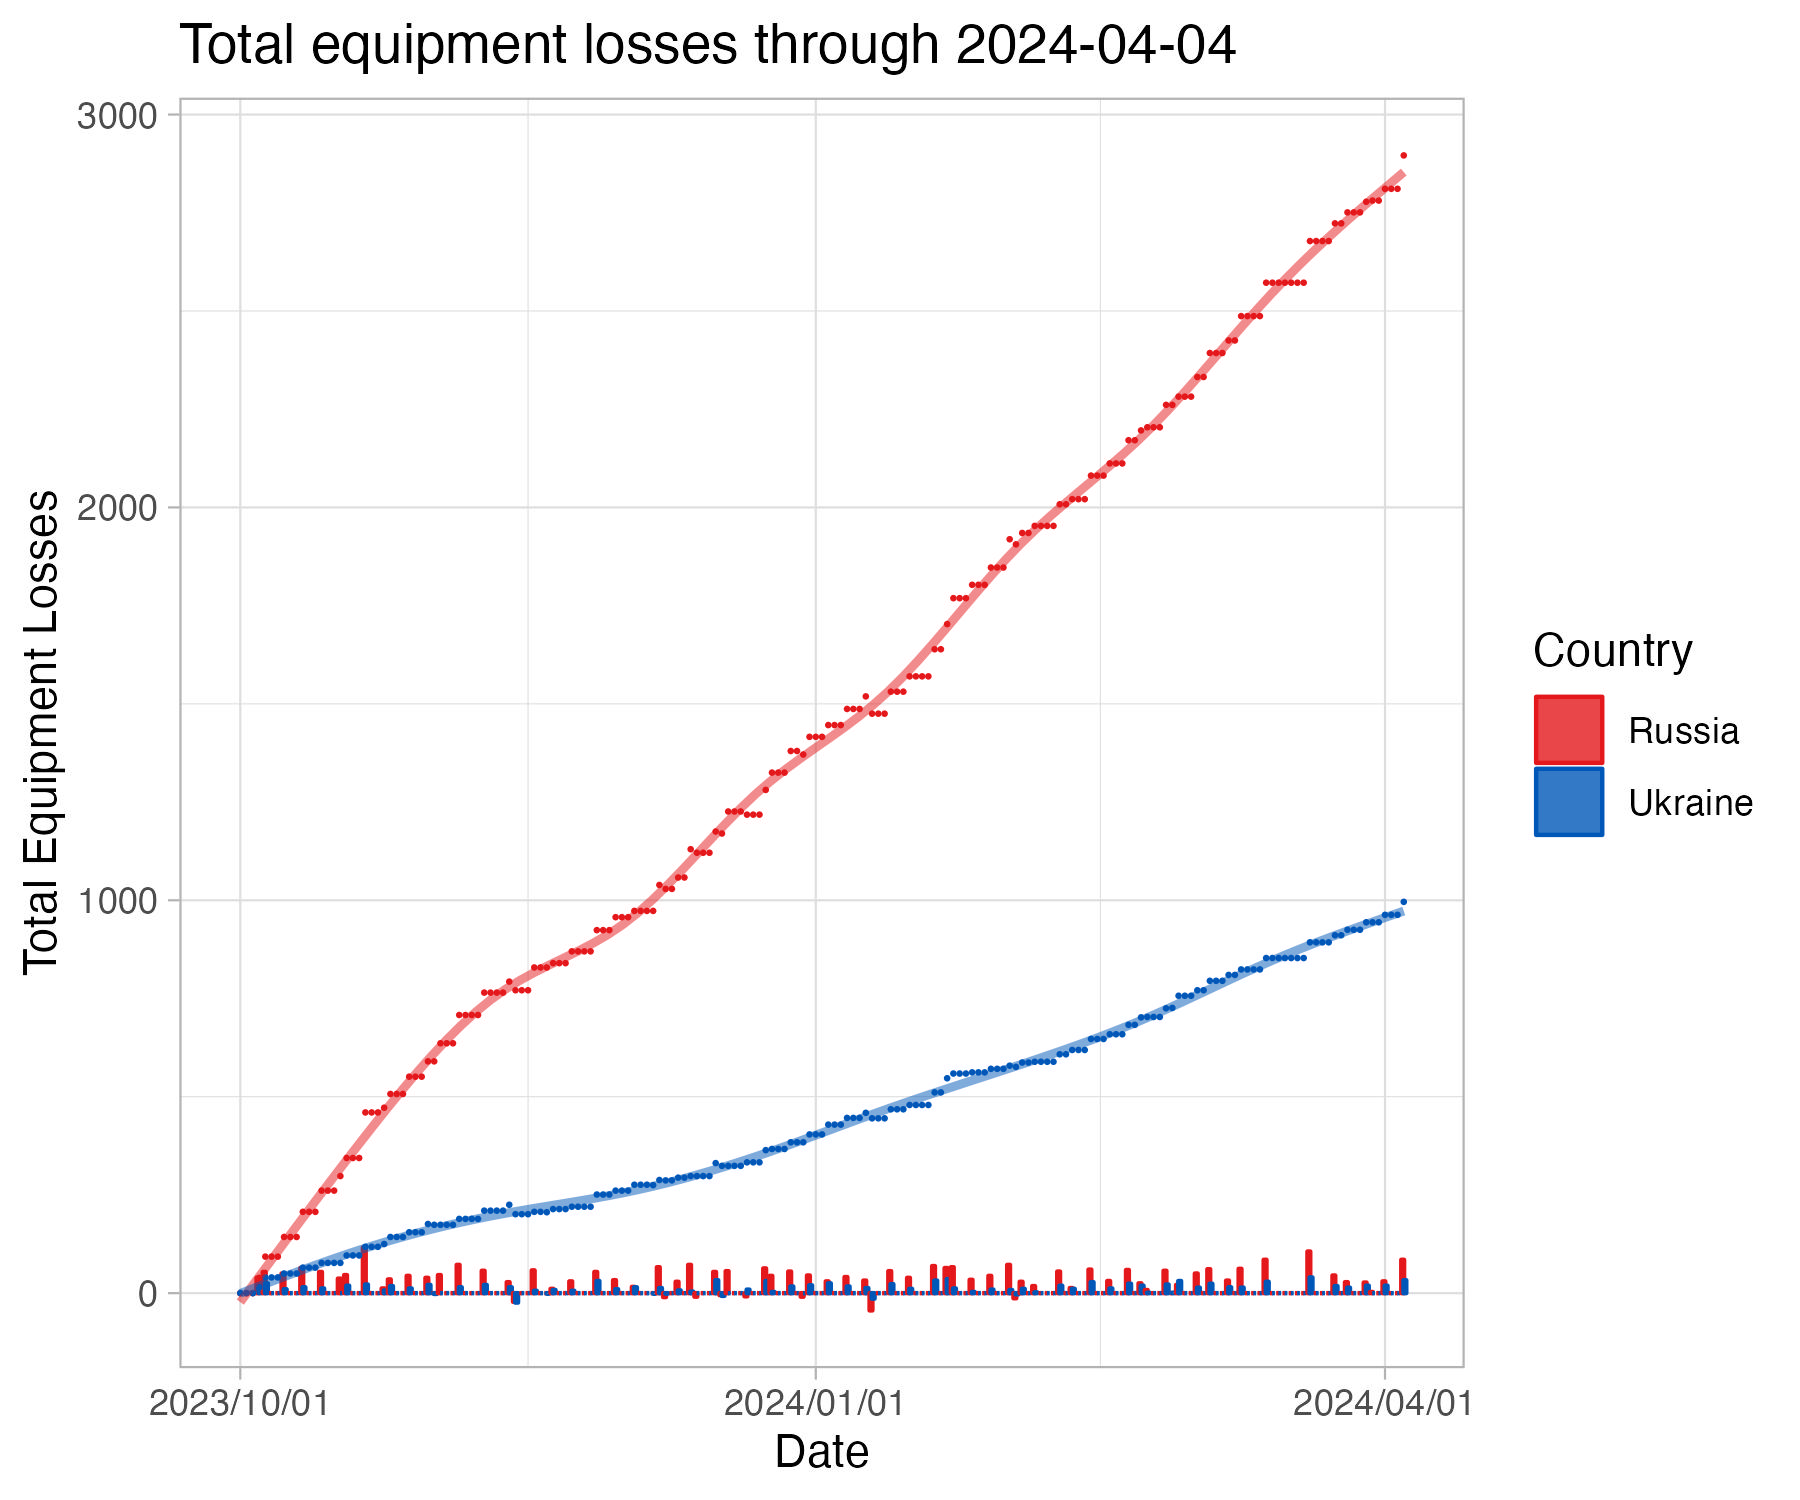 Total equipment losses through 2024-04-04
3000
2000
1000
0
Total Equipment Losses
2023/10/01
2024/01/01
2024/04/01
Date
Country
Russia
Ukraine